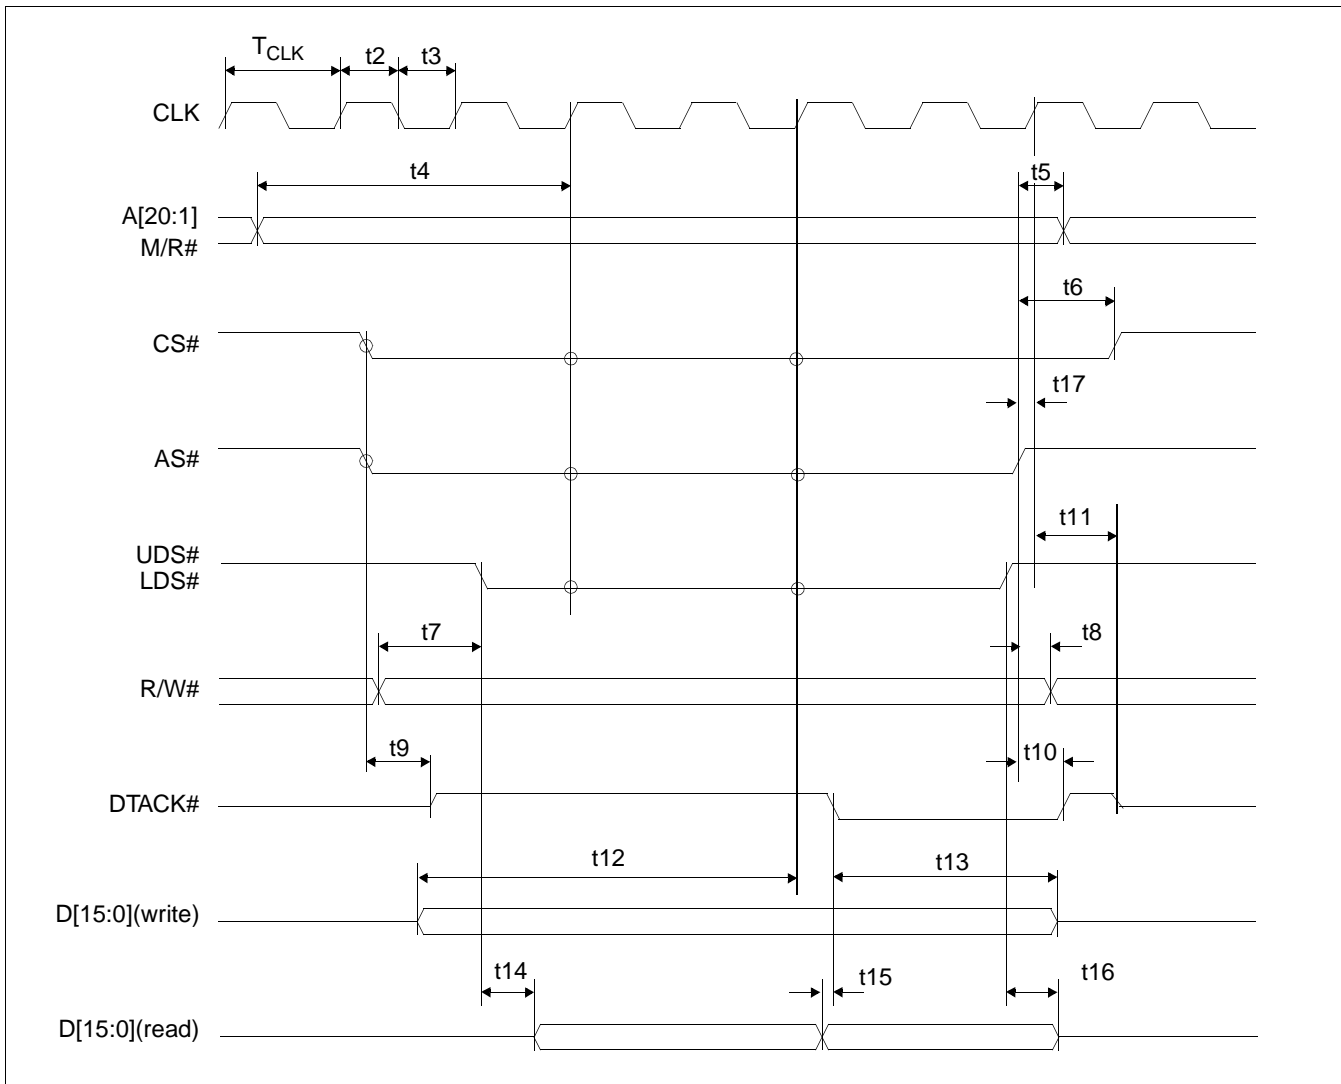 TCLK t2 t3
CLK
t4 t5
A[20:1]
M/R#
t6
CS#
t17
AS#
t11
UDS#
LDS#
t7 t8
R/W#
t9 t10
DTACK#
t12 t13
D[15:0](write)
t14 t15 t16
D[15:0](read)